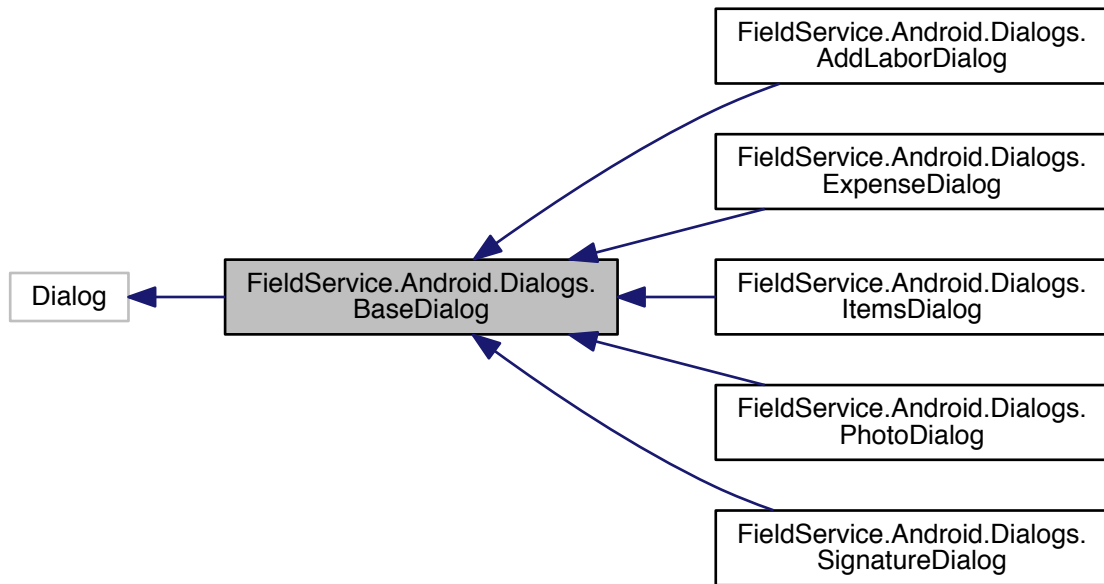 FieldService.Android.Dialogs.
AddLaborDialog
FieldService.Android.Dialogs.
ExpenseDialog
Dialog
FieldService.Android.Dialogs.
BaseDialog
FieldService.Android.Dialogs.
ItemsDialog
FieldService.Android.Dialogs.
PhotoDialog
FieldService.Android.Dialogs.
SignatureDialog